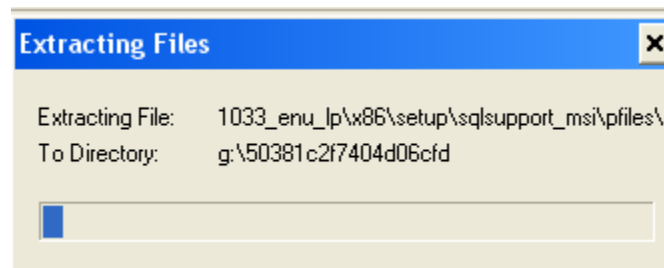 Extracting Files
Extracting File: 1033_enu_lp\x86\setup\sqlsupport_msi\pfiles\
To Directory: g:\50381c2f7404d06cfd